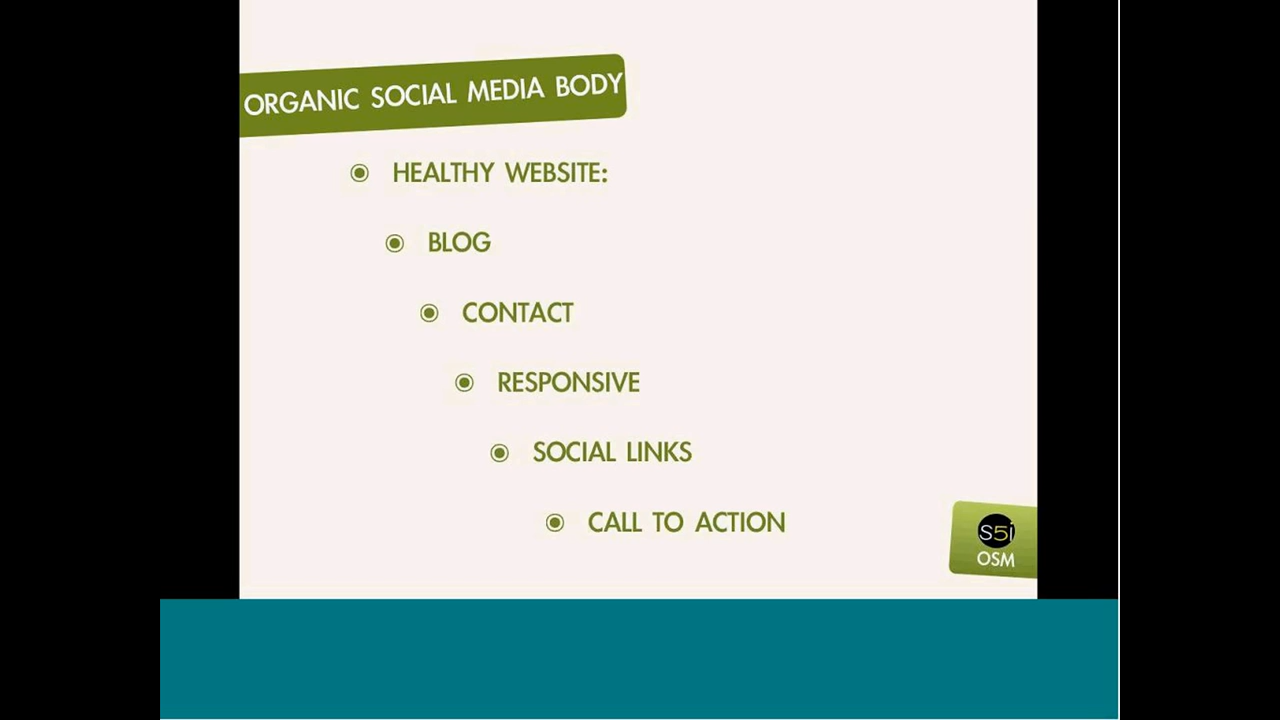 ORGANIC SOCIAL MEDIA BODY
HEALTHY WEBSITE:
BLOG
CONTACT
RESPONSIVE
SOCIAL LINKS
CALL TO ACTION
S5i
OSM